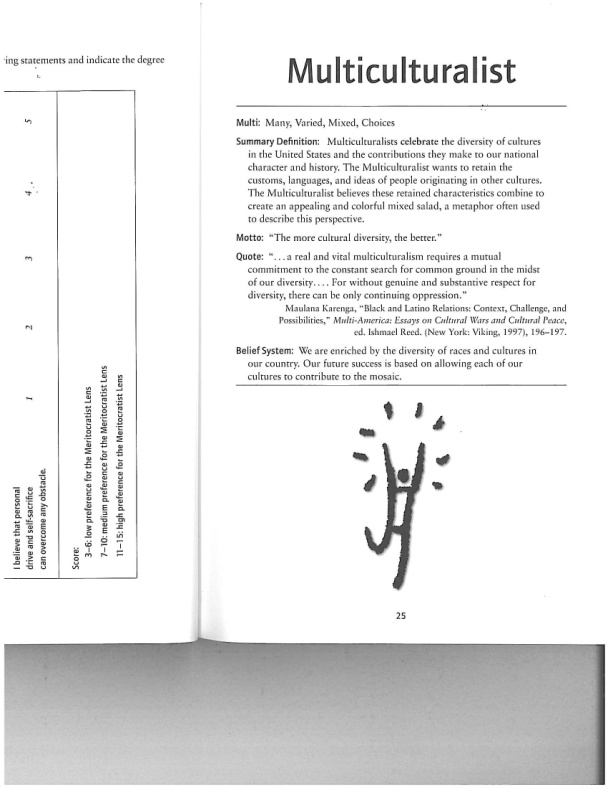 ing statements and indicate the degree
I believe that personal
drive and self-sacrifice
can overcome any obstacle.
1 2 3 4 5
Score:
3–6: low preference for the Meritocratist Lens
7–10: medium preference for the Meritocratist Lens
11–15: high preference for the Meritocratist Lens
Multiculturalist
Multi: Many, Varied, Mixed, Choices
Summary Definition: Multiculturalists celebrate the diversity of cultures
in the United States and the contributions they make to our national
character and history. The Multiculturalist wants to retain the
customs, languages, and ideas of people originating in other cultures.
The Multiculturalist believes these retained characteristics combine to
create an appealing and colorful mixed salad, a metaphor often used
to describe this perspective.
Motto: “The more cultural diversity, the better.”
Quote: “. . . a real and vital multiculturalism requires a mutual
commitment to the constant search for common ground in the midst
of our diversity. . . . For without genuine and substantive respect for
diversity, there can be only continuing oppression.”
Maulana Karenga, “Black and Latino Relations: Context, Challenge, and
Possibilities,” Multi-America: Essays on Cultural Wars and Cultural Peace,
ed. Ishmael Reed. (New York: Viking, 1997), 196–197.
Belief System: We are enriched by the diversity of races and cultures in
our country. Our future success is based on allowing each of our
cultures to contribute to the mosaic.
25